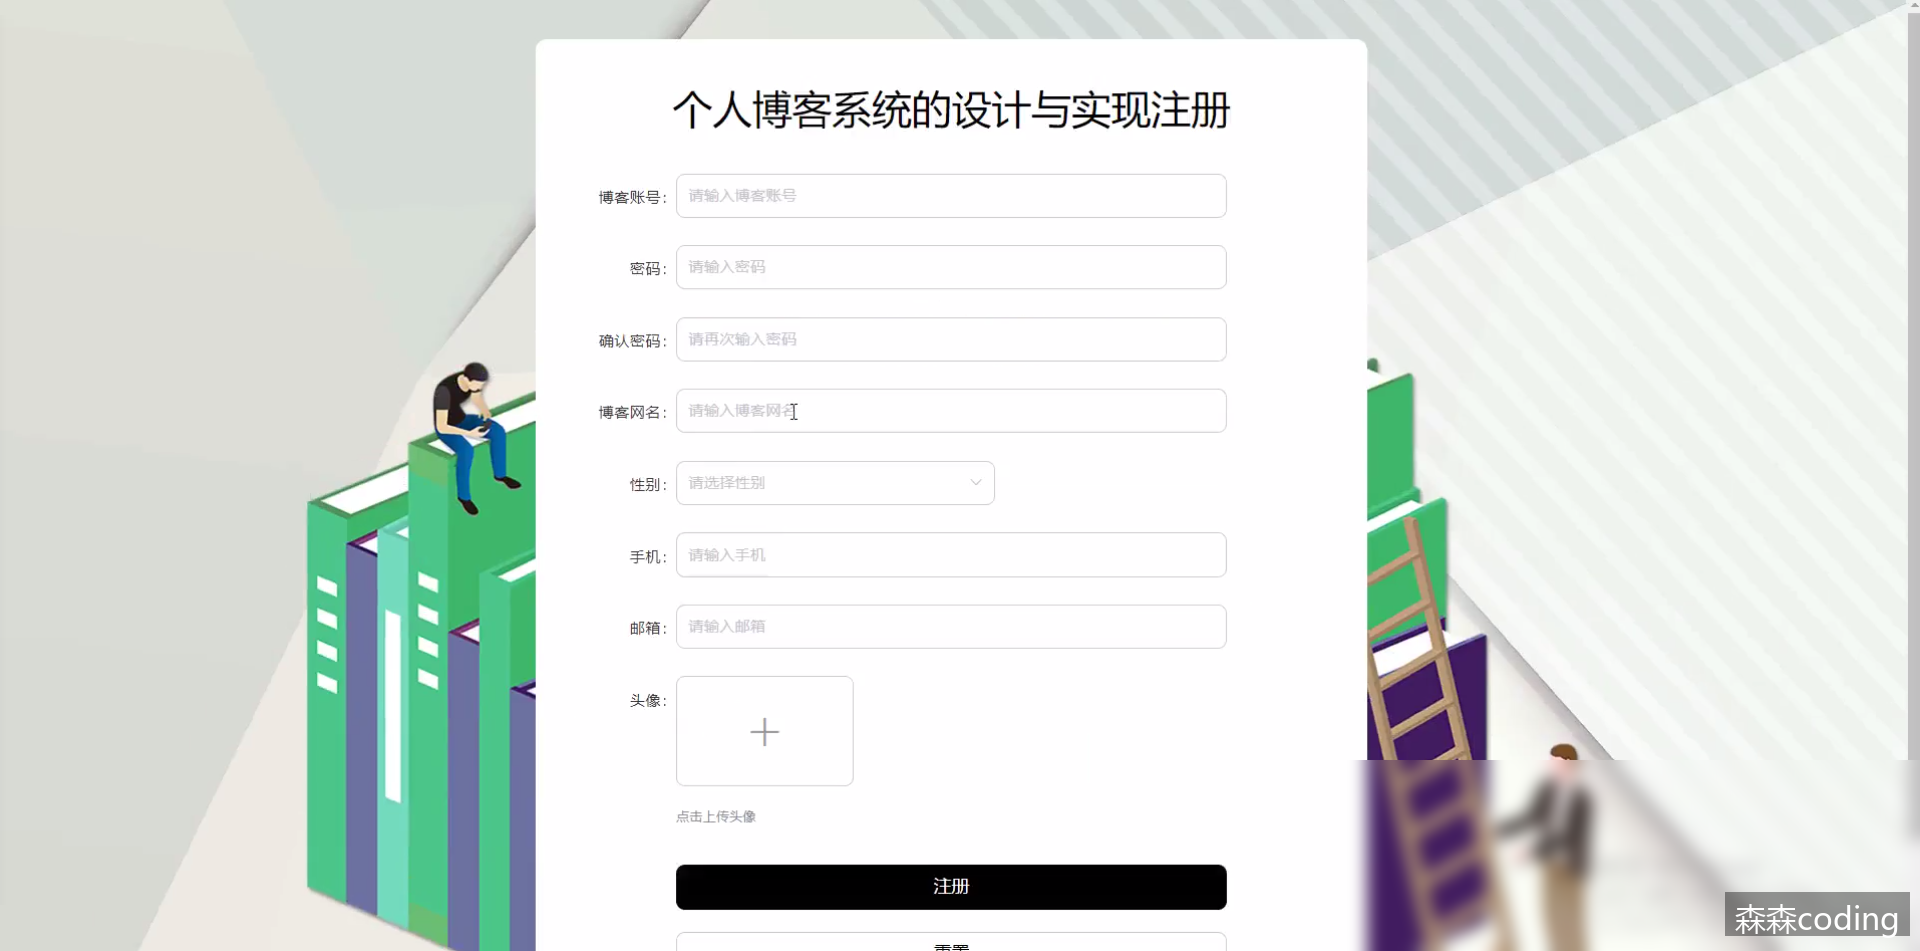 个人博客系统的设计与实现注册
博客账号: 请输入博客账号
密码: 请输入密码
确认密码: 请再次输入密码
博客网名: 请输入博客网名
性别: 请选择性别
手机: 请输入手机
邮箱: 请输入邮箱
头像:
点击上传头像
注册
重置
森森coding